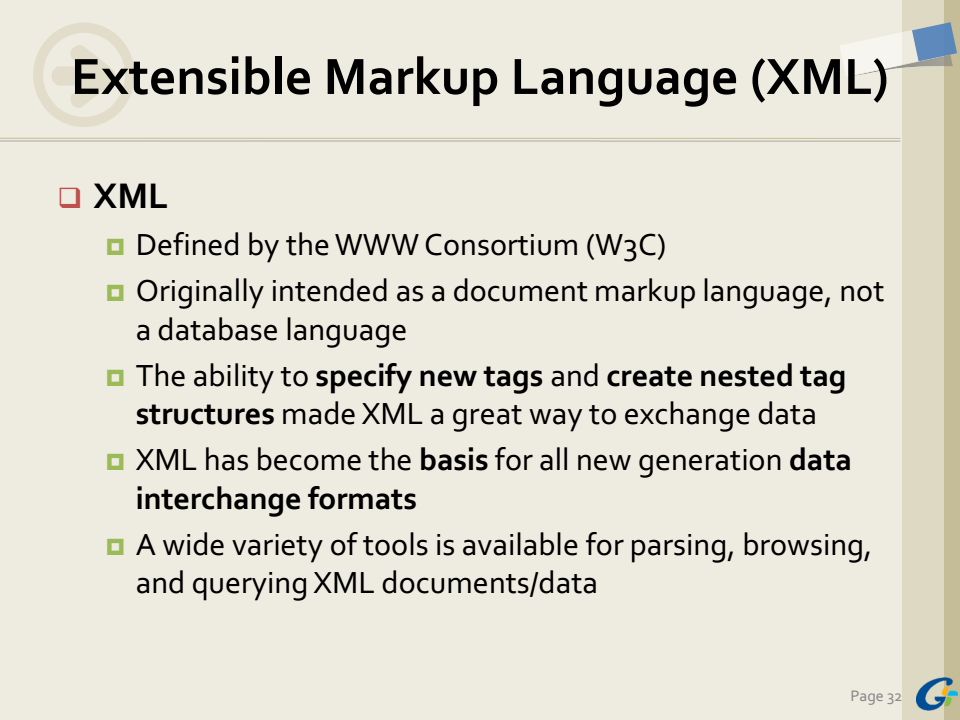 Extensible Markup Language (XML)
XML
Defined by the WWW Consortium (W3C)
Originally intended as a document markup language, not
a database language
The ability to specify new tags and create nested tag
structures made XML a great way to exchange data
XML has become the basis for all new generation data
interchange formats
A wide variety of tools is available for parsing, browsing,
and querying XML documents/data
Page 32